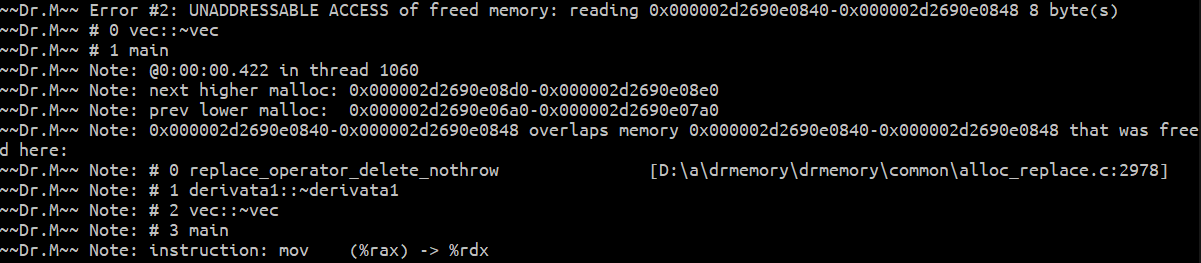 ~~Dr.M~~ Error #2: UNADDRESSABLE ACCESS of freed memory: reading 0x000002d2690e0840-0x000002d2690e0848 8 byte(s)
~~Dr.M~~ # 0 vec::~vec
~~Dr.M~~ # 1 main
~~Dr.M~~ Note: @0:00:00.422 in thread 1060
~~Dr.M~~ Note: next higher malloc: 0x000002d2690e08d0-0x000002d2690e08e0
~~Dr.M~~ Note: prev lower malloc:  0x000002d2690e06a0-0x000002d2690e07a0
~~Dr.M~~ Note: 0x000002d2690e0840-0x000002d2690e0848 overlaps memory 0x000002d2690e0840-0x000002d2690e0848 that was free
d here:
~~Dr.M~~ Note: # 0 replace_operator_delete_nothrow               [D:\a\drmemory\drmemory\common\alloc_replace.c:2978]
~~Dr.M~~ Note: # 1 derivata1::~derivata1
~~Dr.M~~ Note: # 2 vec::~vec
~~Dr.M~~ Note: # 3 main
~~Dr.M~~ Note: instruction: mov    (%rax) -> %rdx